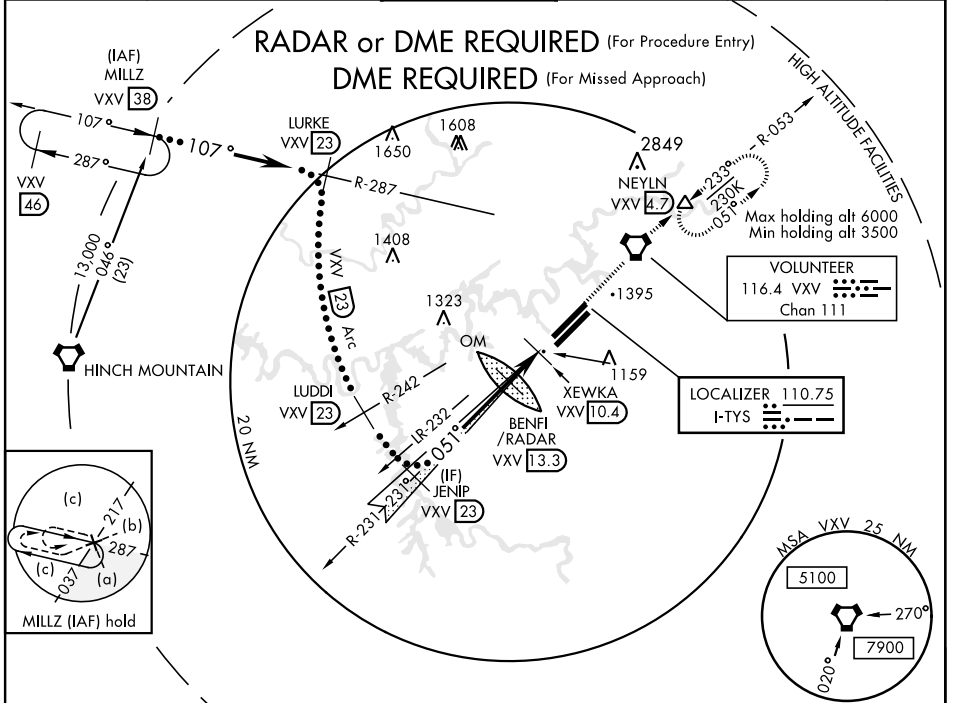 RADAR or DME REQUIRED (For Procedure Entry)
DME REQUIRED (For Missed Approach)
(IAF)
MILLZ
VXV 38
107°
287°
VXV
46
107°
LURKE
VXV 23
1650
1608
R-287
2849
NEYLN
VXV 4.7
233°
230K
051°
R-053
HIGH ALTITUDE FACILITIES
Max holding alt 6000
Min holding alt 3500
13,000
046°
(23)
HINCH MOUNTAIN
VXV 23 Arc
1408
1323
1395
VOLUNTEER
116.4 VXV
Chan 111
OM
1159
XEWKA
VXV 10.4
LOCALIZER 110.75
I-TYS
BENFI
/RADAR
VXV 13.3
LUDDI
VXV 23
R-242
LR-232
051°
(IF)
JENIP
VXV 23
R-231
231°
20 NM
(c)
217
(b)
287
(c)
037
(a)
MILLZ (IAF) hold
MSA VXV 25 NM
5100
270°
7900
020°